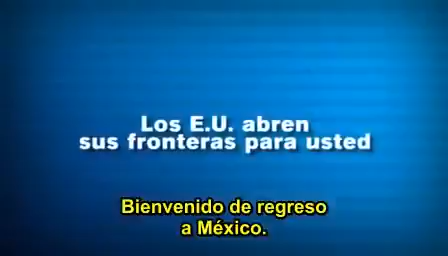 Los E.U. abren
sus fronteras para usted
Bienvenido de regreso
a México.